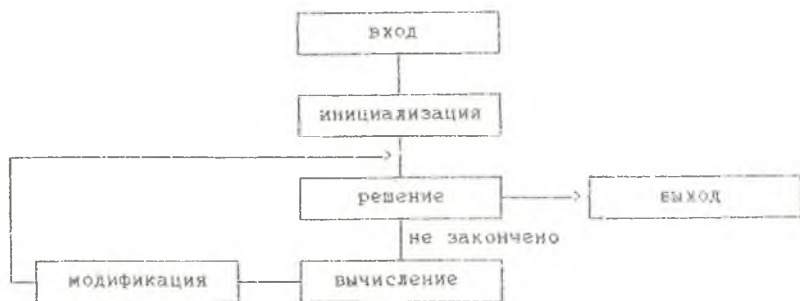 вход
инициализация
решение
выход
не закончено
модификация
вычисление